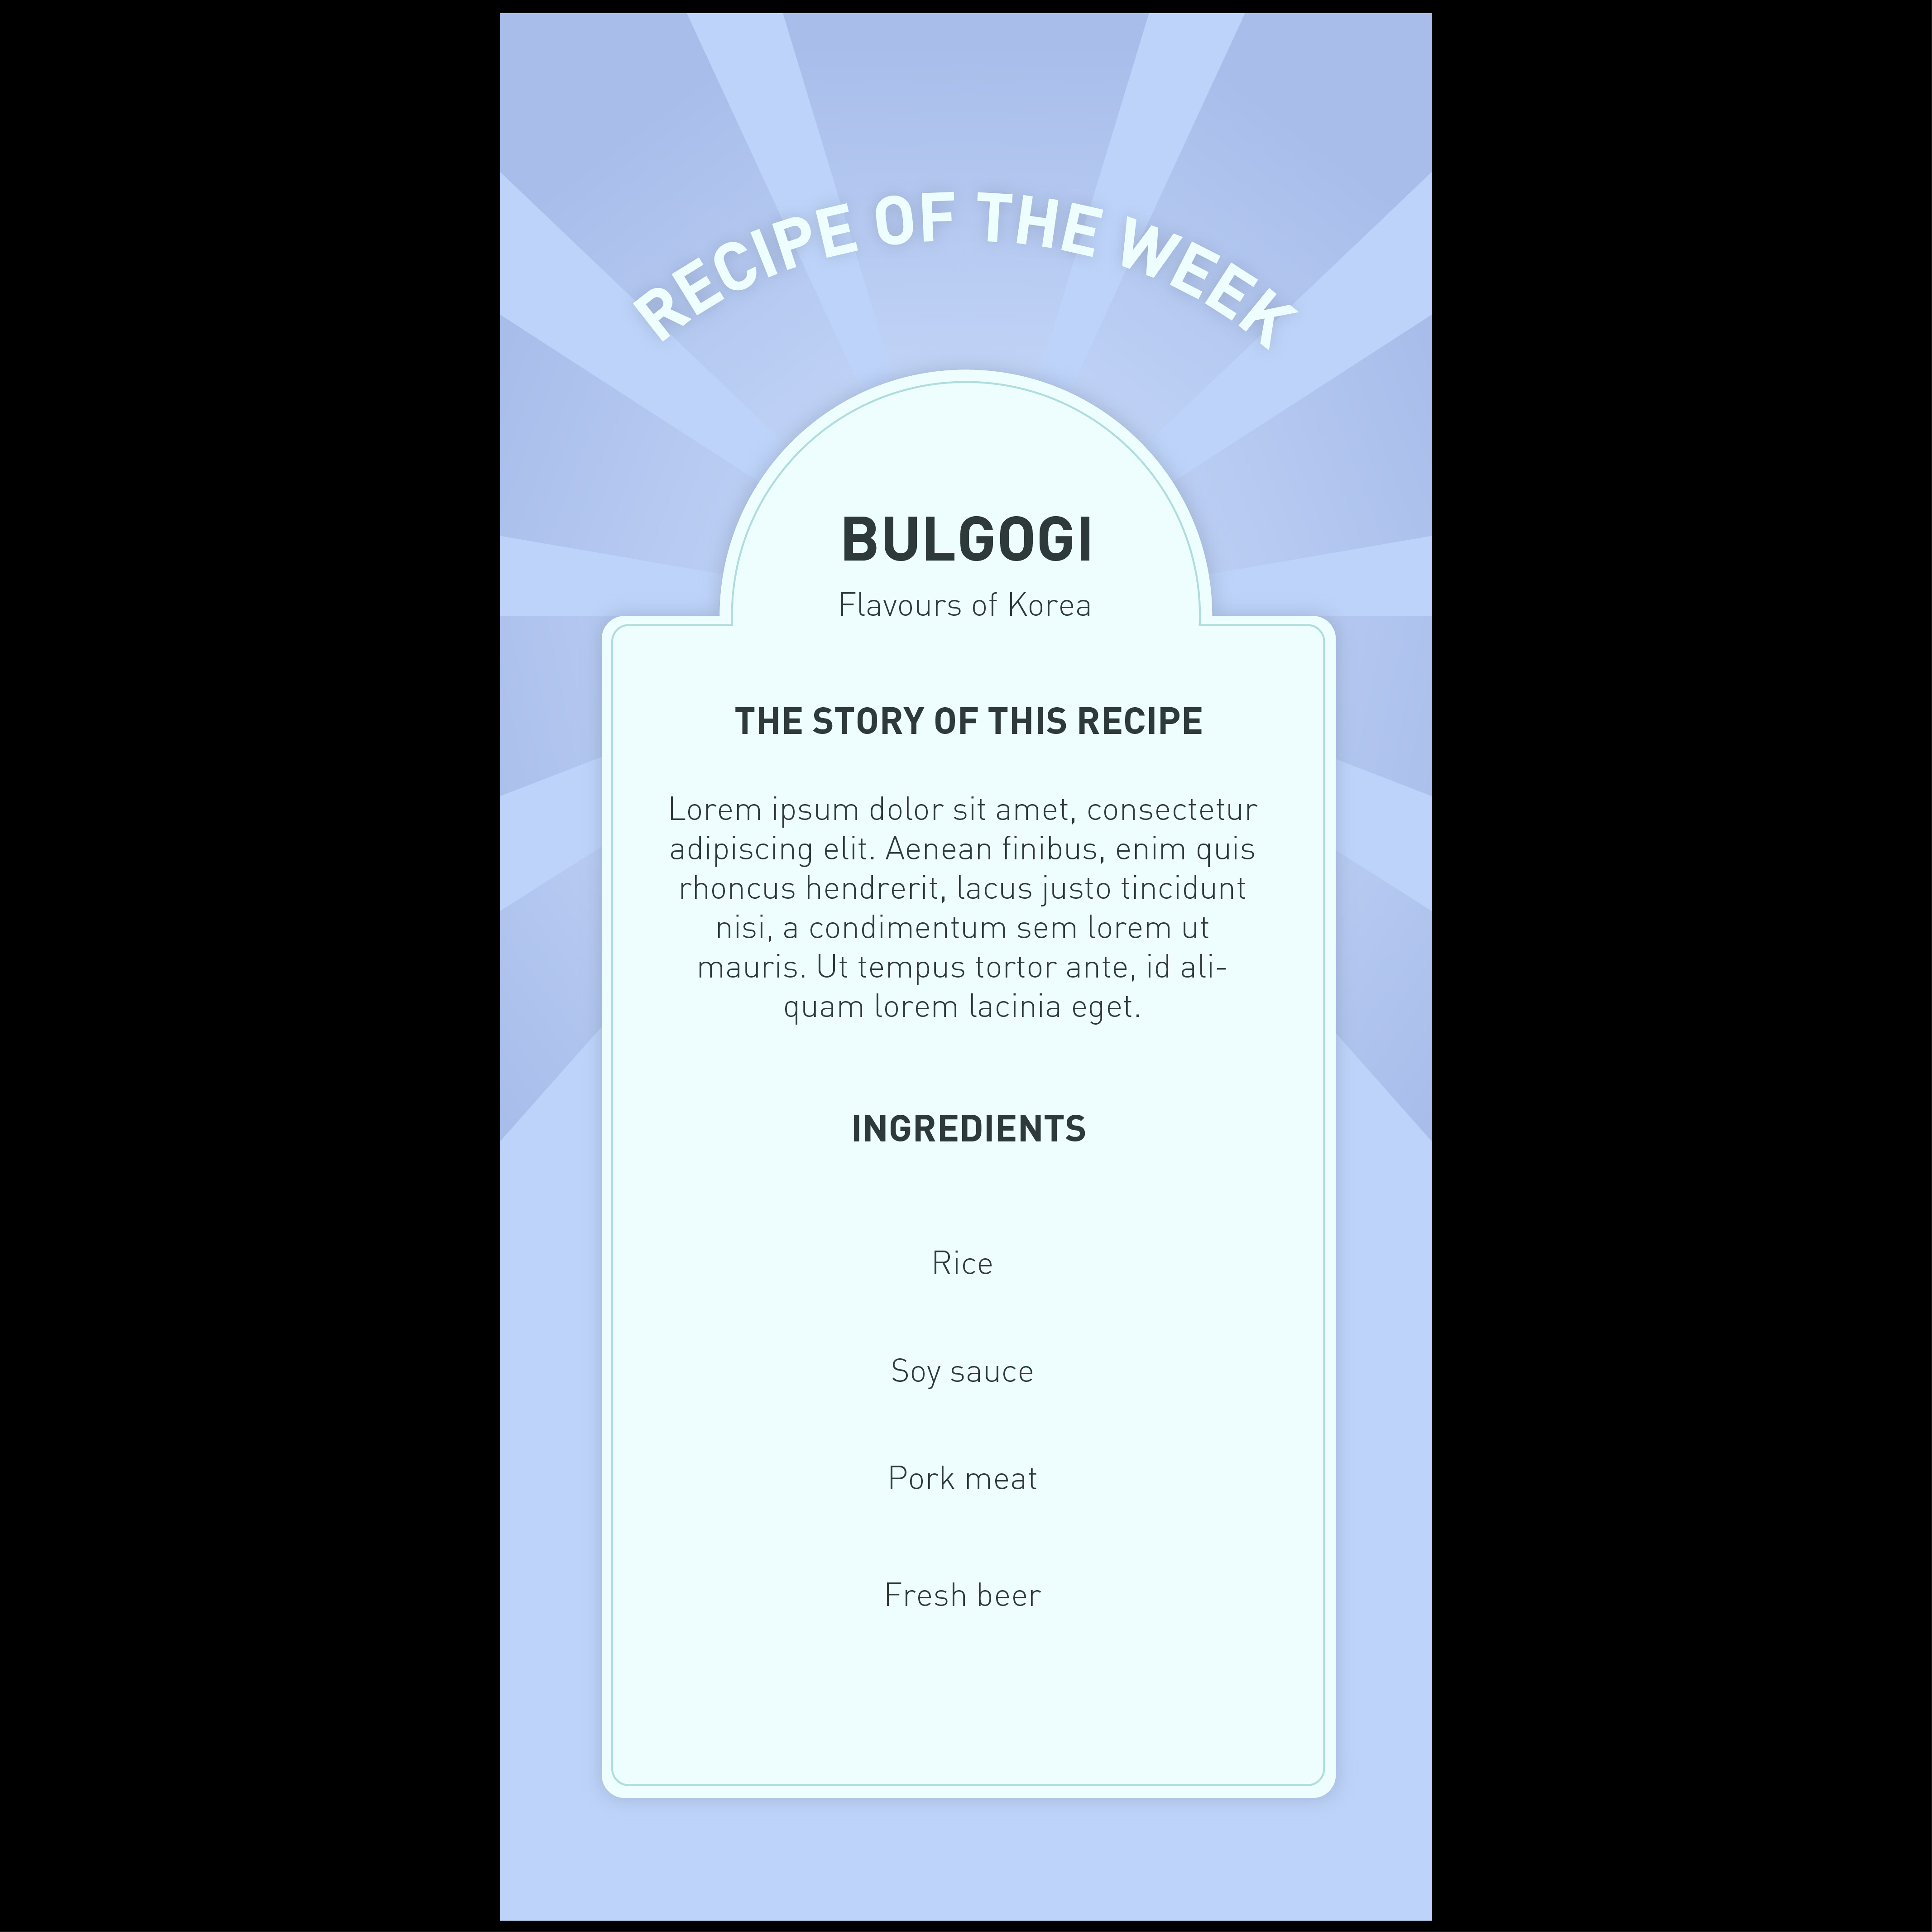 RECIPE OF THE WEEK
BULGOGI
Flavours of Korea
THE STORY OF THIS RECIPE
Lorem ipsum dolor sit amet, consectetur
adipiscing elit. Aenean finibus, enim quis
rhoncus hendrerit, lacus justo tincidunt
nisi, a condimentum sem lorem ut
mauris. Ut tempus tortor ante, id ali-
quam lorem lacinia eget.
INGREDIENTS
Rice
Soy sauce
Pork meat
Fresh beer